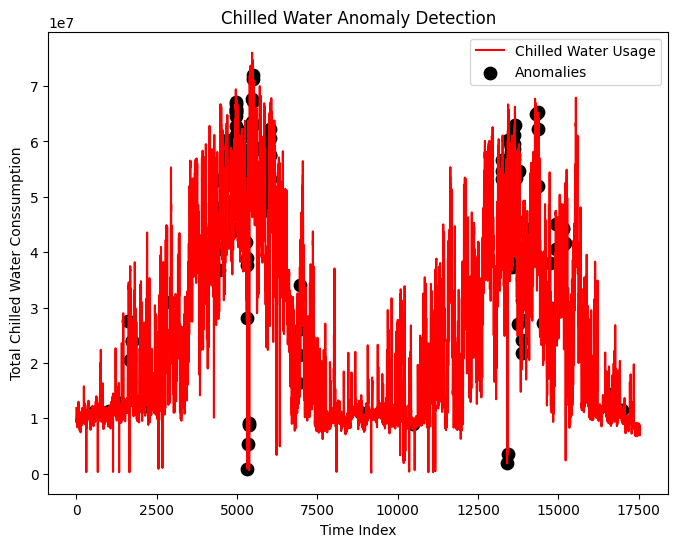 Chilled Water Anomaly Detection
1e7
Chilled Water Usage
Anomalies
7
6
5
4
3
2
1
0
Total Chilled Water Conssumption
0 2500 5000 7500 10000 12500 15000 17500
Time Index